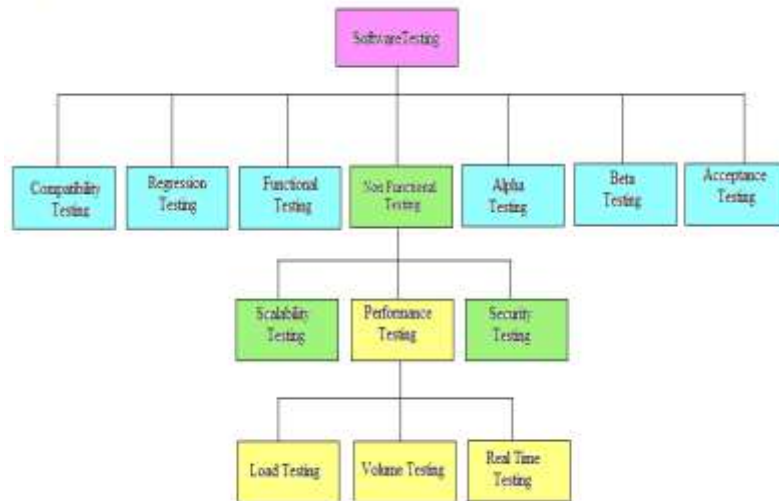 SoftwareTesting
Compatibility
Testing
Regression
Testing
Functional
Testing
Non Functional
Testing
Alpha
Testing
Beta
Testing
Acceptance
Testing
Scalability
Testing
Performance
Testing
Security
Testing
Load Testing
Volume Testing
Real Time
Testing